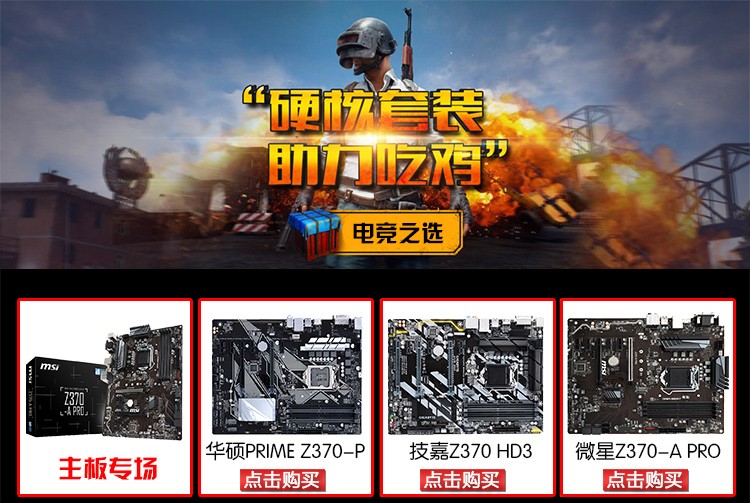 “硬核套装
助力吃鸡”
电竞之选
msi
Z370
-A PRO
主板专场
华硕PRIME Z370-P
点击购买
技嘉Z370 HD3
点击购买
微星Z370-A PRO
点击购买